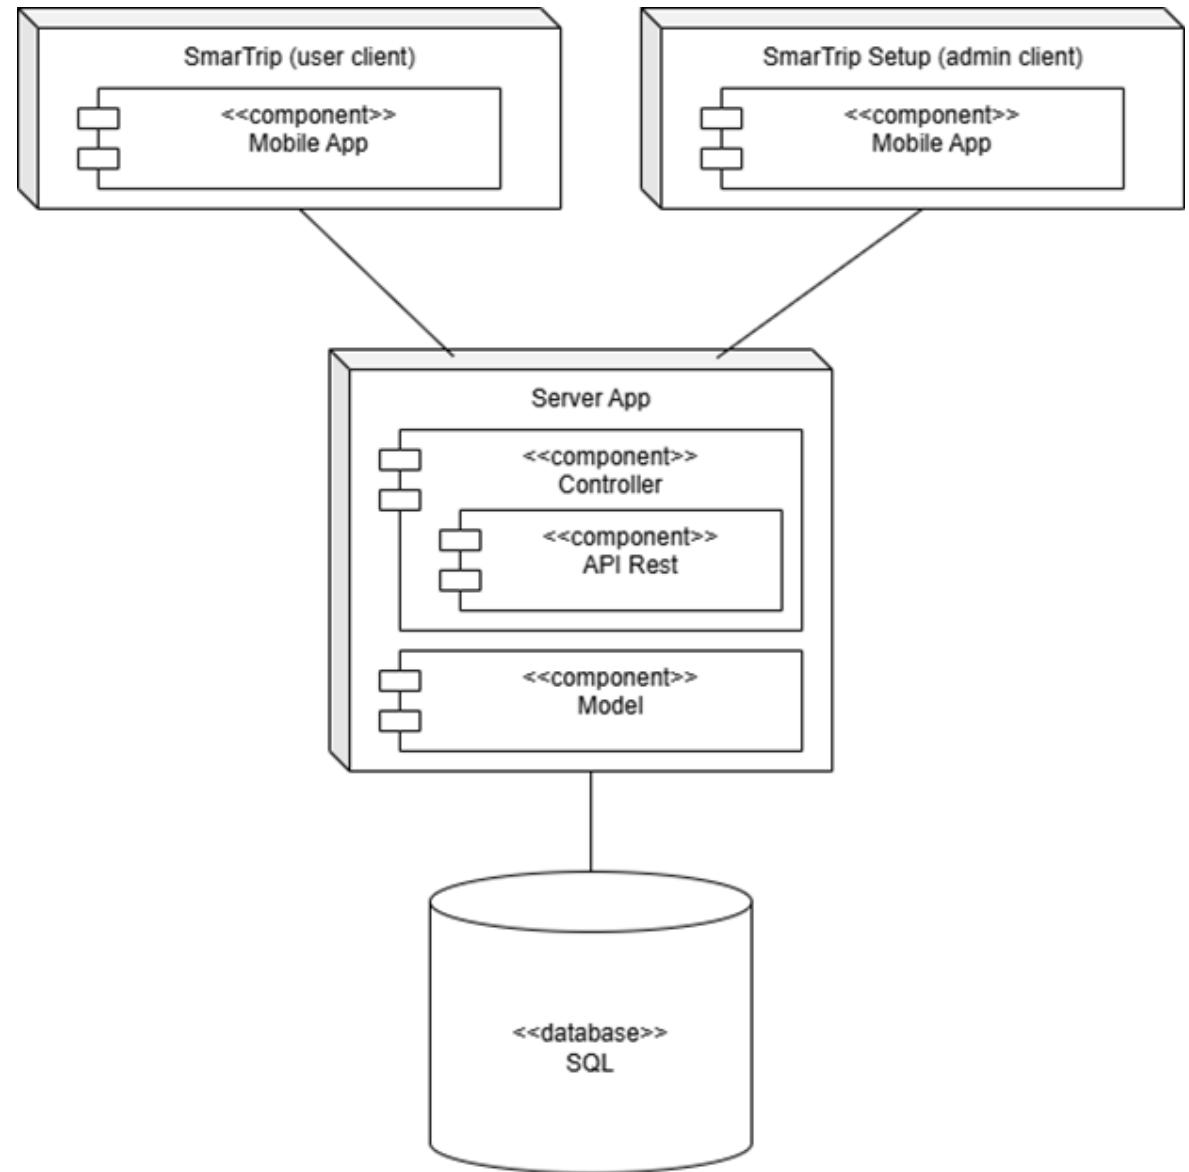 SmarTrip (user client)
<<component>>
Mobile App
SmarTrip Setup (admin client)
<<component>>
Mobile App
Server App
<<component>>
Controller
<<component>>
API Rest
<<component>>
Model
<<database>>
SQL